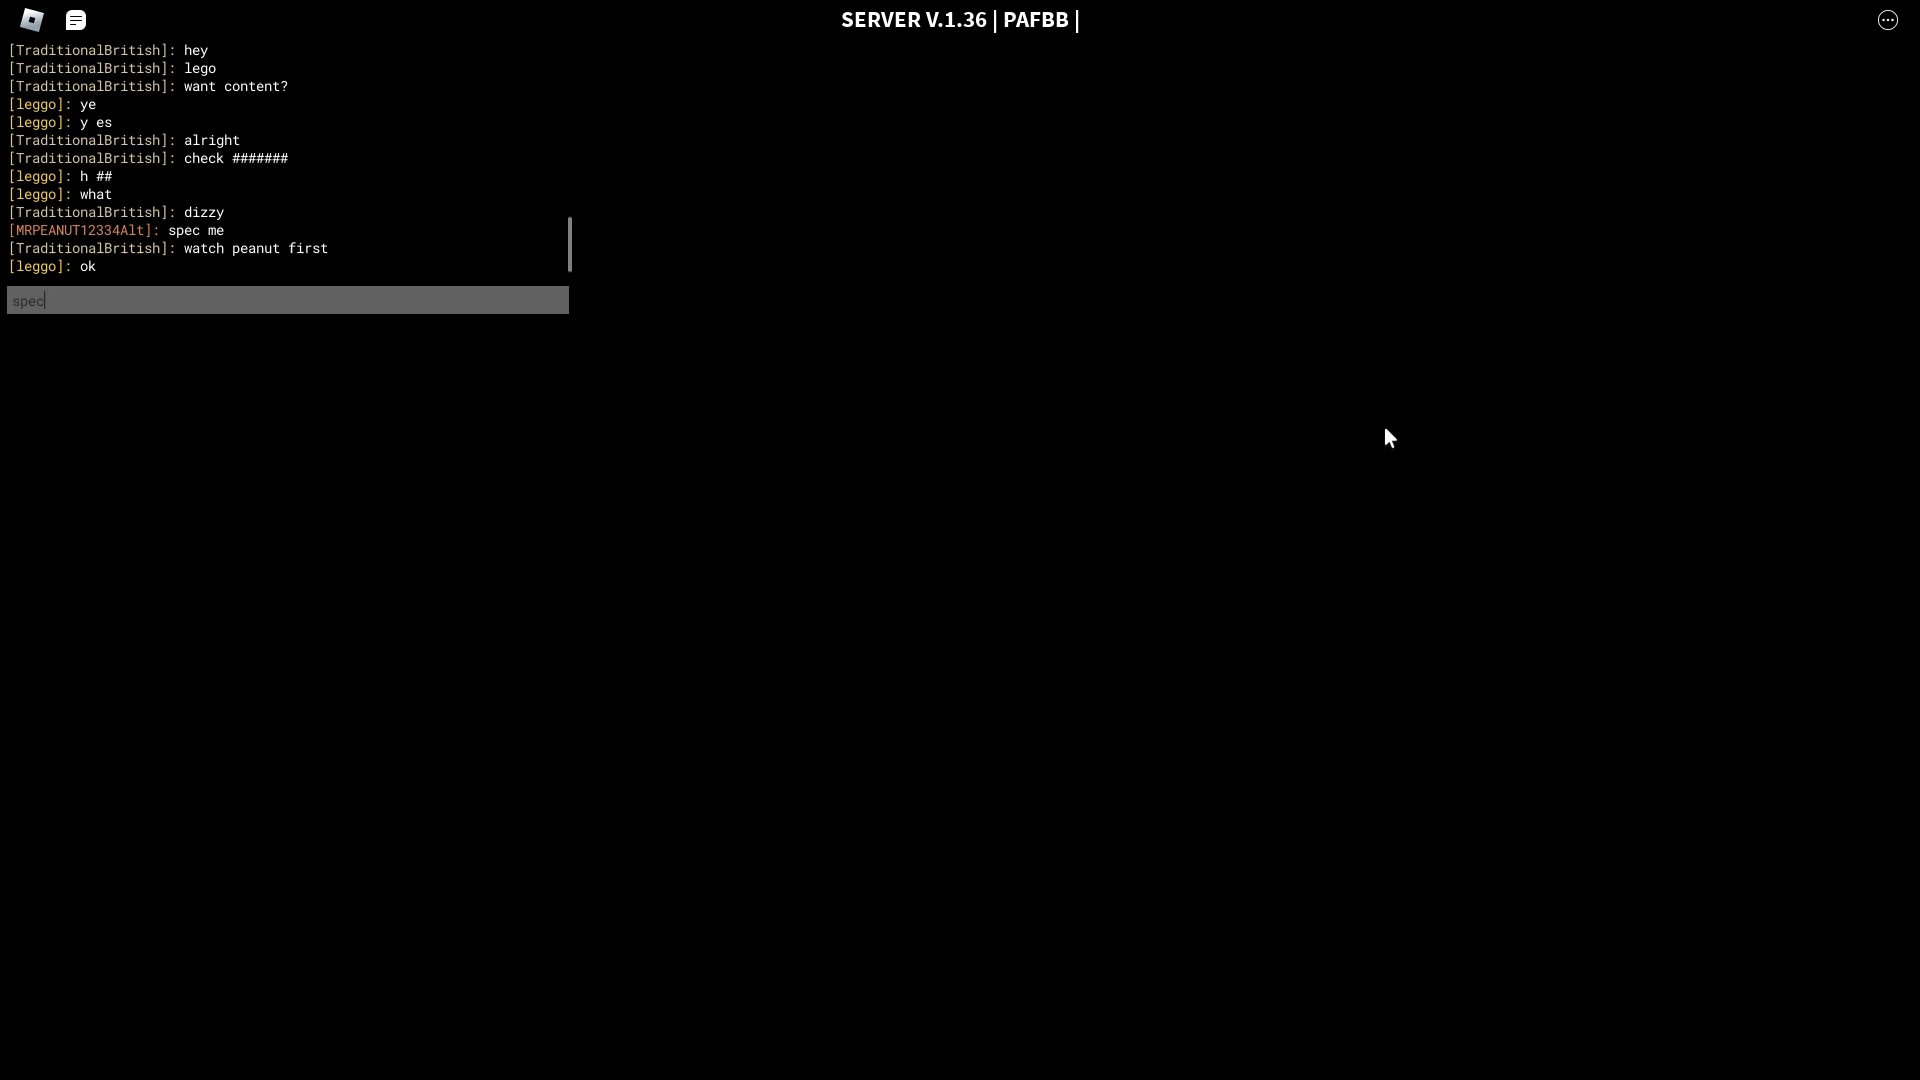 SERVER V.1.36 | PAFBB |
[TraditionalBritish]: hey
[TraditionalBritish]: lego
[TraditionalBritish]: want content?
[leggo]: ye
[leggo]: y es
[TraditionalBritish]: alright
[TraditionalBritish]: check #######
[leggo]: h ##
[leggo]: what
[TraditionalBritish]: dizzy
[MRPEANUT12334Alt]: spec me
[TraditionalBritish]: watch peanut first
[leggo]: ok
spec